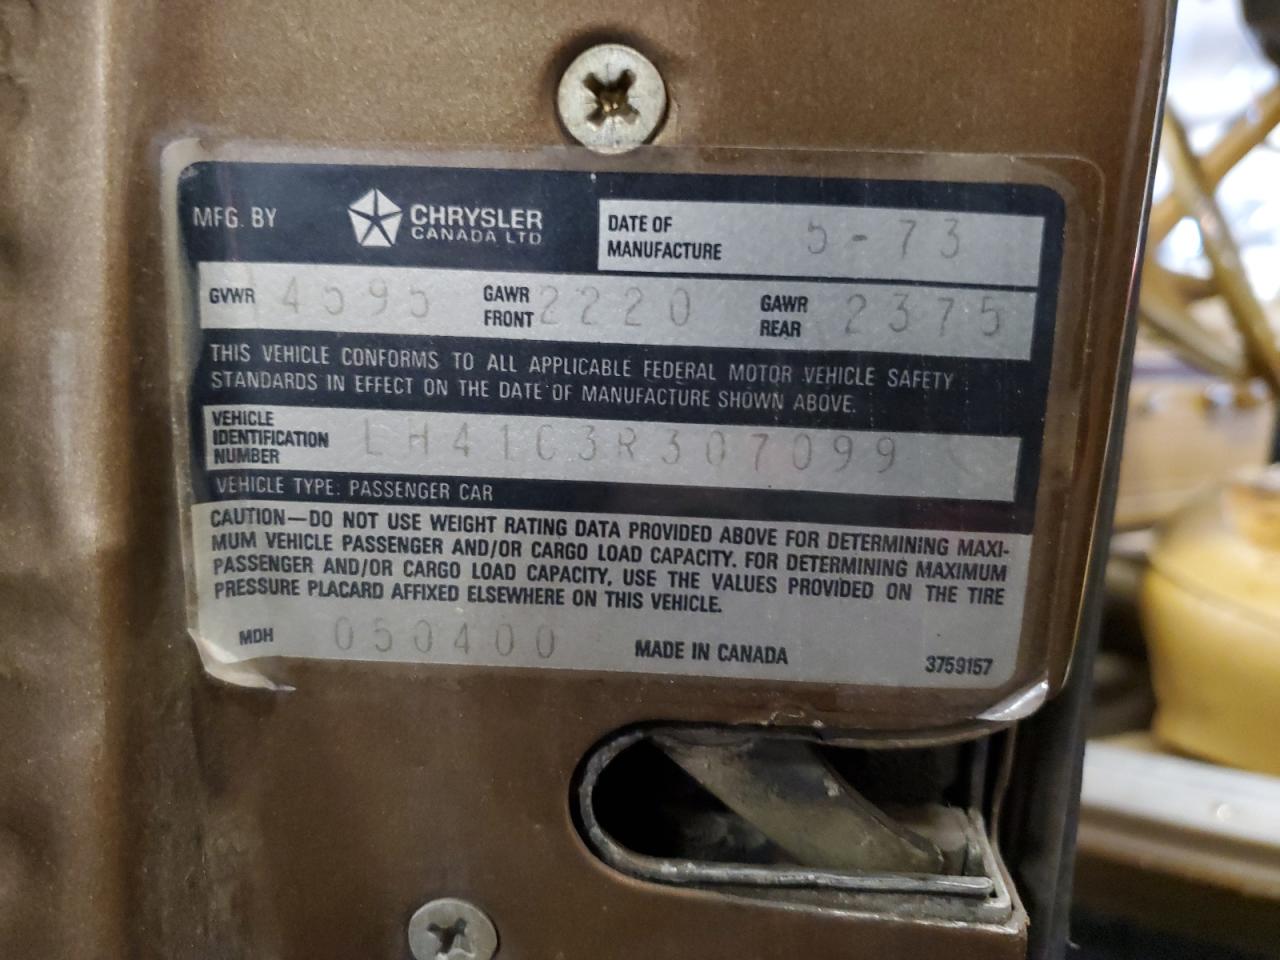 MFG. BY CHRYSLER CANADA LTD
DATE OF MANUFACTURE 5-73
GVWR 4595 GAWR FRONT 2220 GAWR REAR 2375
THIS VEHICLE CONFORMS TO ALL APPLICABLE FEDERAL MOTOR VEHICLE SAFETY
STANDARDS IN EFFECT ON THE DATE OF MANUFACTURE SHOWN ABOVE.
VEHICLE IDENTIFICATION NUMBER LH41C3R307099
VEHICLE TYPE: PASSENGER CAR
CAUTION—DO NOT USE WEIGHT RATING DATA PROVIDED ABOVE FOR DETERMINING MAXI-
MUM VEHICLE PASSENGER AND/OR CARGO LOAD CAPACITY. FOR DETERMINING MAXIMUM
PASSENGER AND/OR CARGO LOAD CAPACITY, USE THE VALUES PROVIDED ON THE TIRE
PRESSURE PLACARD AFFIXED ELSEWHERE ON THIS VEHICLE.
MDH 050400 MADE IN CANADA 3759157